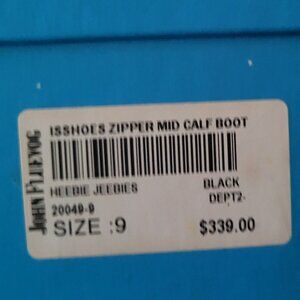 JOHN FLUEVOG
ISSHOES ZIPPER MID CALF BOOT
HEEBIE JEEBIES
BLACK
DEPT2-
20049-9
SIZE :9
$339.00